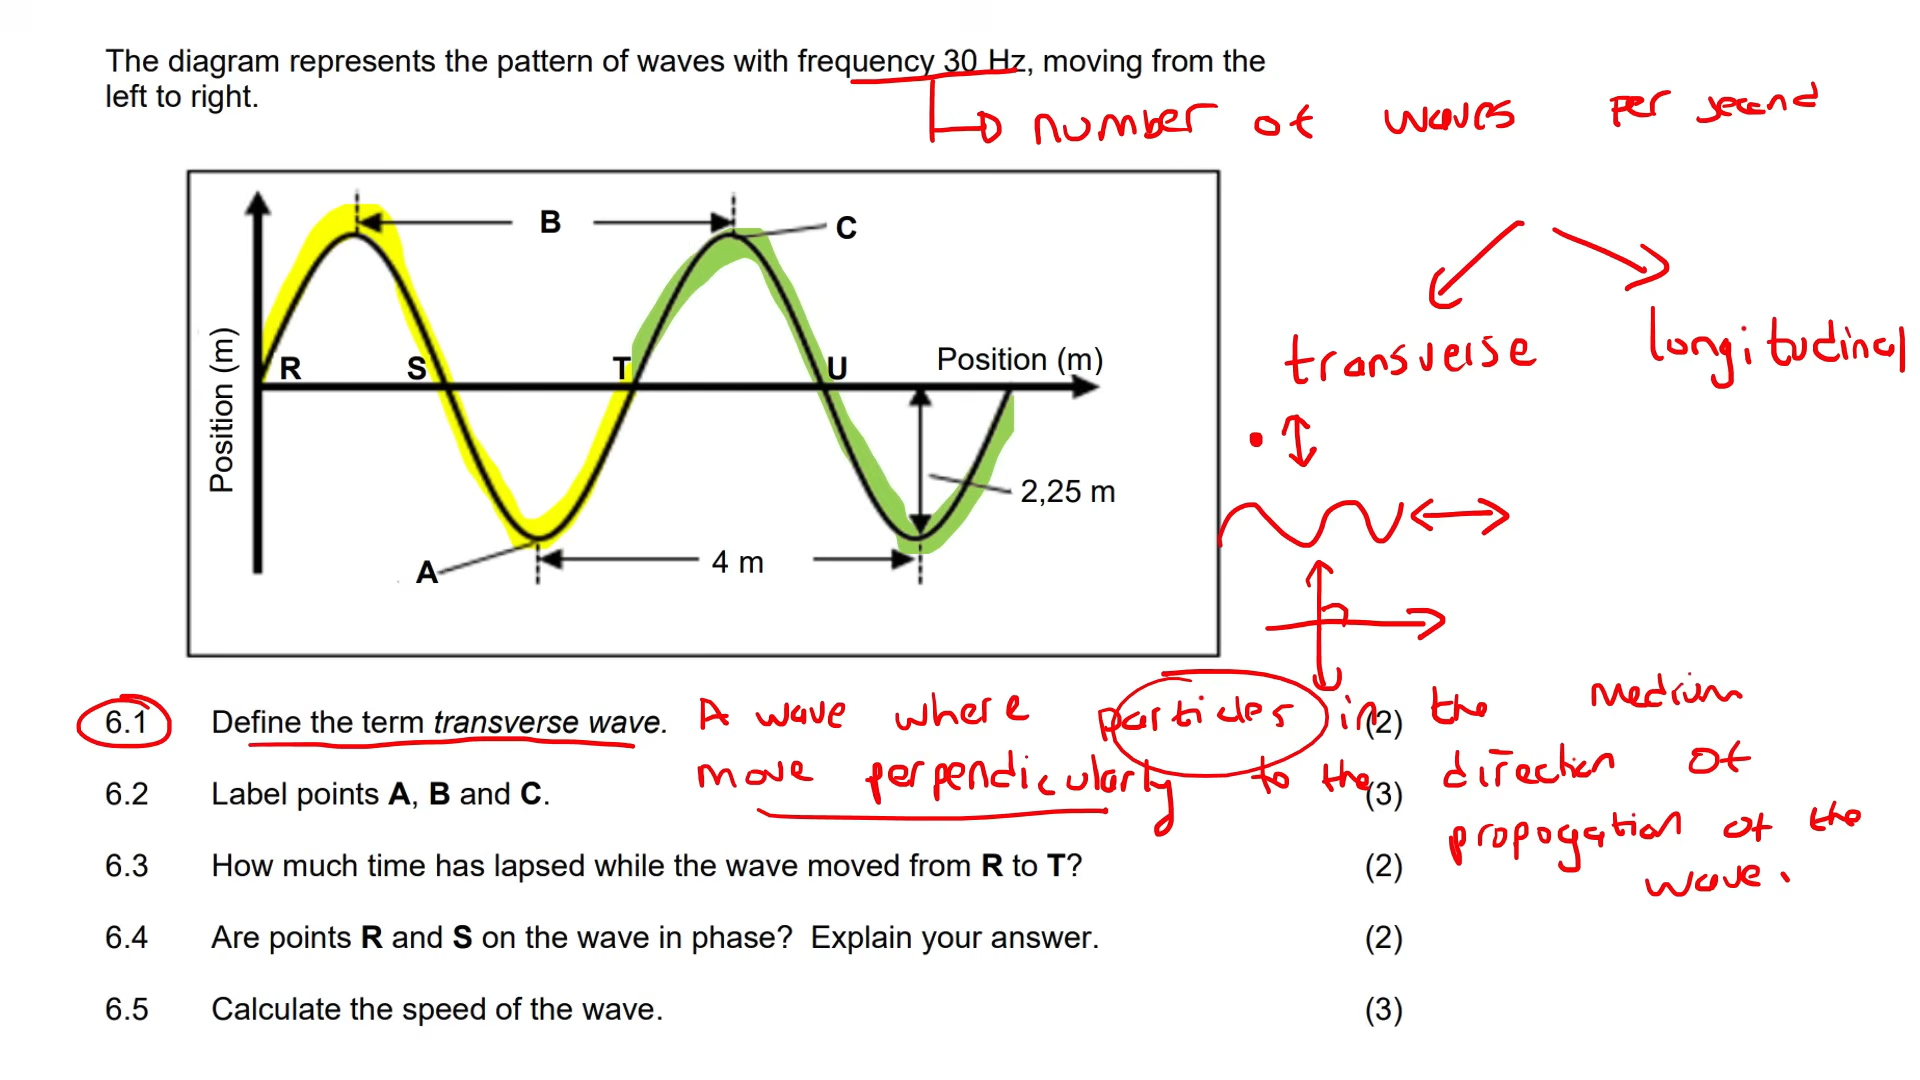 The diagram represents the pattern of waves with frequency 30 Hz, moving from the
left to right.
number of waves per second
B
C
R
S
T
U
Position (m)
Position (m)
2,25 m
4 m
A
transverse
longitudinal
6.1 Define the term transverse wave. (2)
A wave where particles in the medium
move perpendicularly to the direction of
propogation of the
wave.
6.2 Label points A, B and C. (3)
6.3 How much time has lapsed while the wave moved from R to T? (2)
6.4 Are points R and S on the wave in phase? Explain your answer. (2)
6.5 Calculate the speed of the wave. (3)